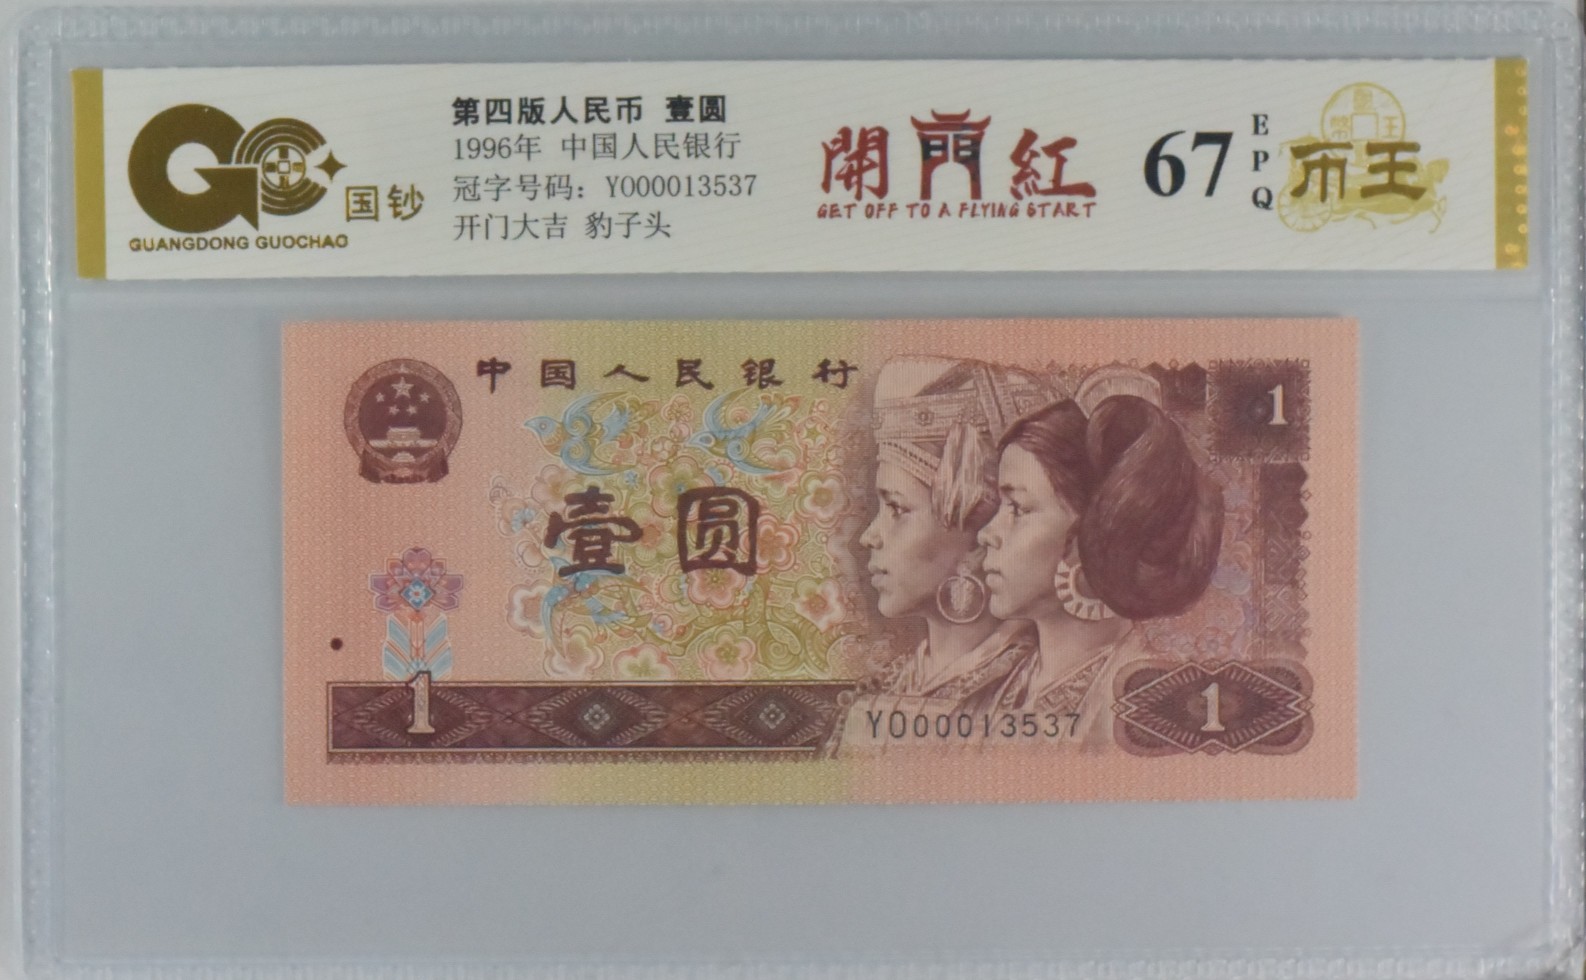 国钞
GUANGDONG GUOCHAO
第四版人民币 壹圆
1996年 中国人民银行
冠字号码：YO00013537
开门大吉 豹子头
開門紅
GET OFF TO A FLYING START
67
EPQ
币王
中国人民银行
1
壹圆
1
YO00013537
1